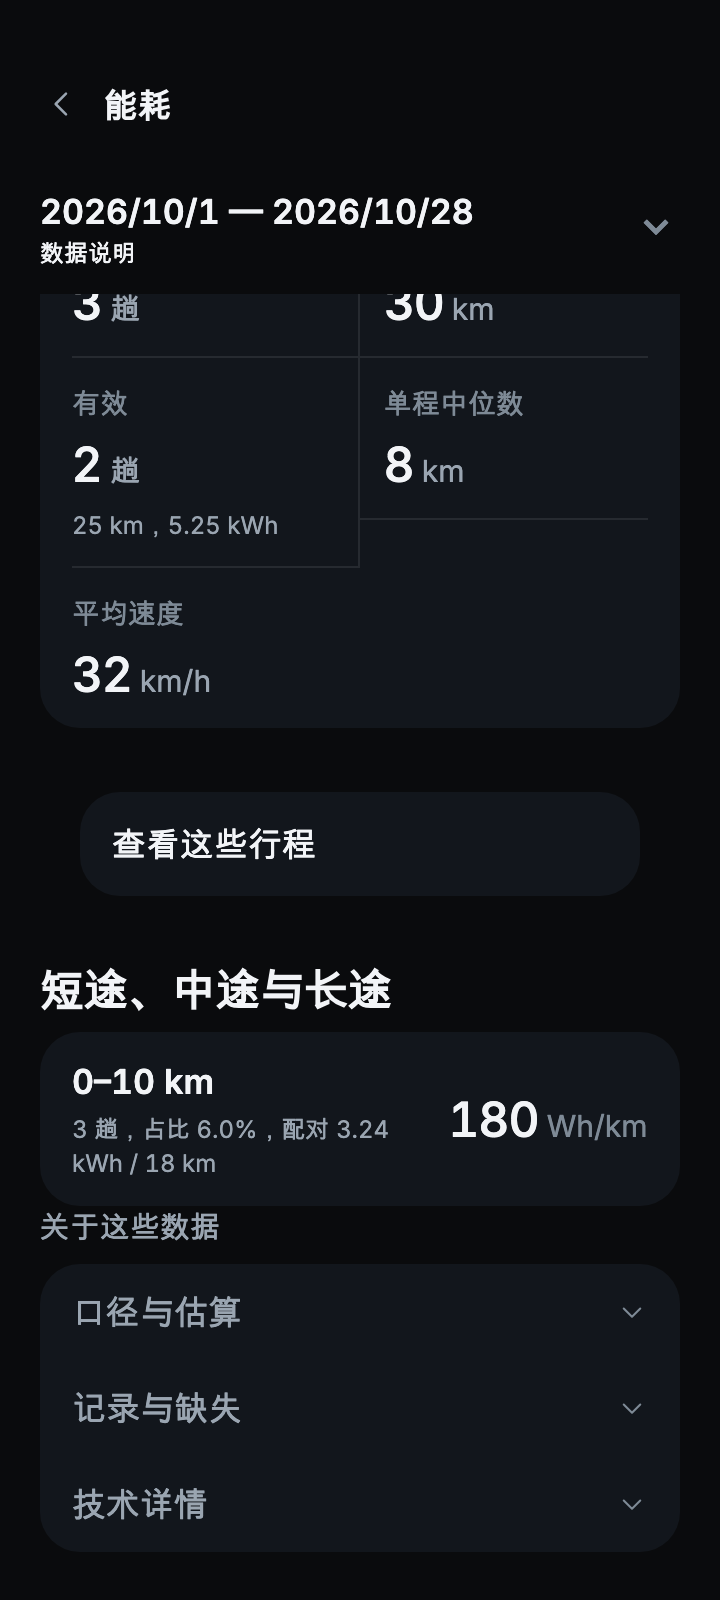 能耗
2026/10/1 — 2026/10/28
数据说明
3 趟
30 km
有效
单程中位数
2 趟
8 km
25 km，5.25 kWh
平均速度
32 km/h
查看这些行程
短途、中途与长途
0–10 km
3 趟，占比 6.0%，配对 3.24
kWh / 18 km
180 Wh/km
关于这些数据
口径与估算
记录与缺失
技术详情